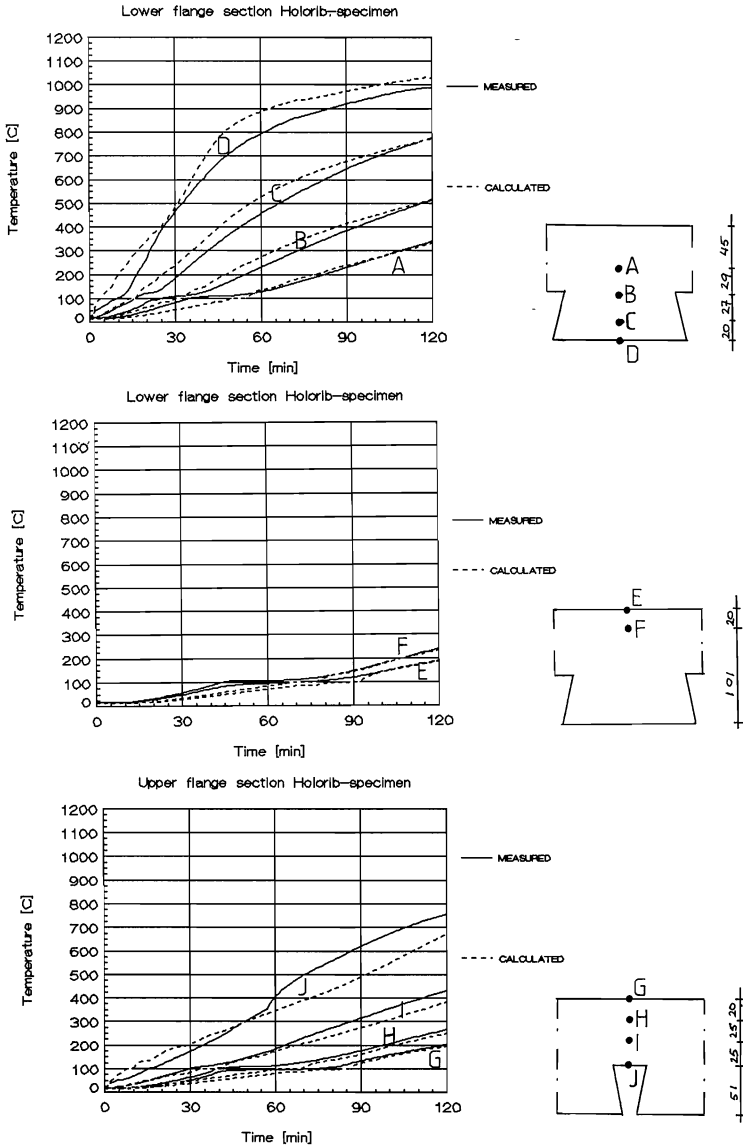 Lower flange section Holorib-specimen
1200
1100
1000
900
800
700
600
500
400
300
200
100
0
Temperature [C]
0 30 60 90 120
Time [min]
D
C
B
A
MEASURED
CALCULATED
A
B
C
D
45
29
27
20
Lower flange section Holorib-specimen
1200
1100
1000
900
800
700
600
500
400
300
200
100
0
Temperature [C]
0 30 60 90 120
Time [min]
F
E
MEASURED
CALCULATED
E
F
20
101
Upper flange section Holorib-specimen
1200
1100
1000
900
800
700
600
500
400
300
200
100
0
Temperature [C]
0 30 60 90 120
Time [min]
J
I
H
G
MEASURED
CALCULATED
G
H
I
J
20
25
25
51